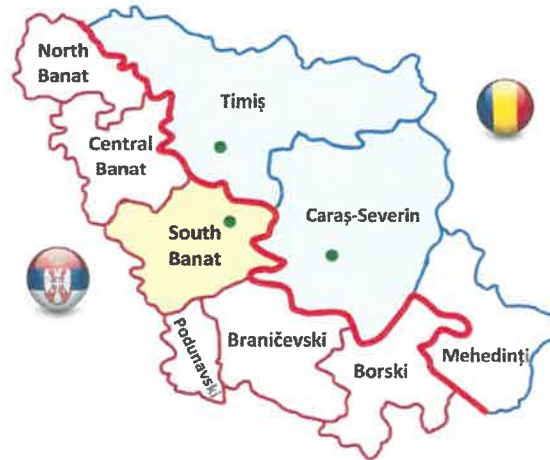 North
Banat
Timiș
Central
Banat
South
Banat
Caraș-Severin
Podunavski
Braničevski
Borski
Mehedinți